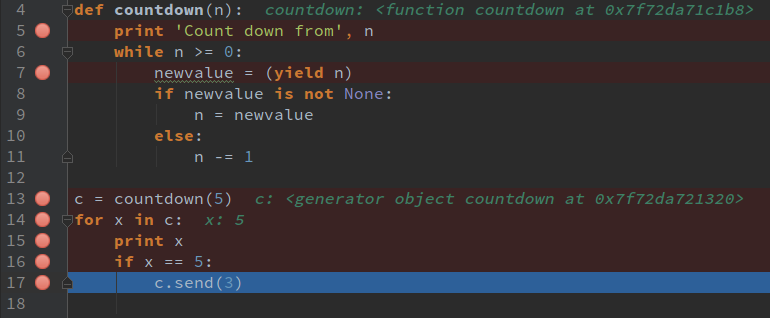 4 def countdown(n):  countdown: <function countdown at 0x7f72da71c1b8>
5     print 'Count down from', n
6     while n >= 0:
7         newvalue = (yield n)
8         if newvalue is not None:
9             n = newvalue
10         else:
11             n -= 1
12
13 c = countdown(5)  c: <generator object countdown at 0x7f72da721320>
14 for x in c:  x: 5
15     print x
16     if x == 5:
17         c.send(3)
18